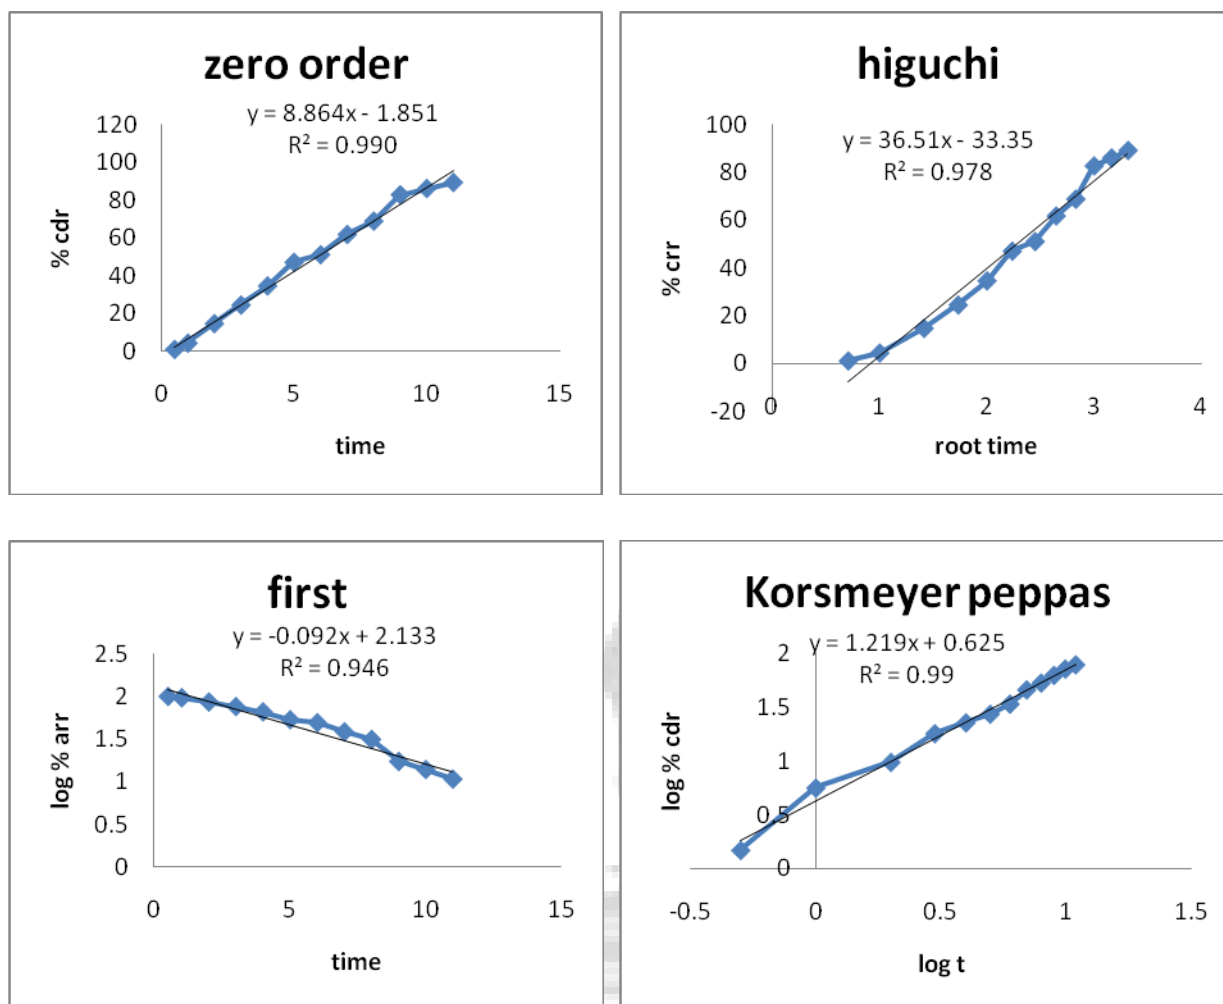 zero order
y = 8.864x - 1.851
R² = 0.990
120
100
80
60
40
20
0
% cdr
0 5 10 15
time
higuchi
y = 36.51x - 33.35
R² = 0.978
100
80
60
40
20
0
-20
% crr
0 1 2 3 4
root time
first
y = -0.092x + 2.133
R² = 0.946
2.5
2
1.5
1
0.5
0
log % arr
0 5 10 15
time
Korsmeyer peppas
y = 1.219x + 0.625
R² = 0.99
2
1.5
1
0.5
0
log % cdr
-0.5 0 0.5 1 1.5
log t